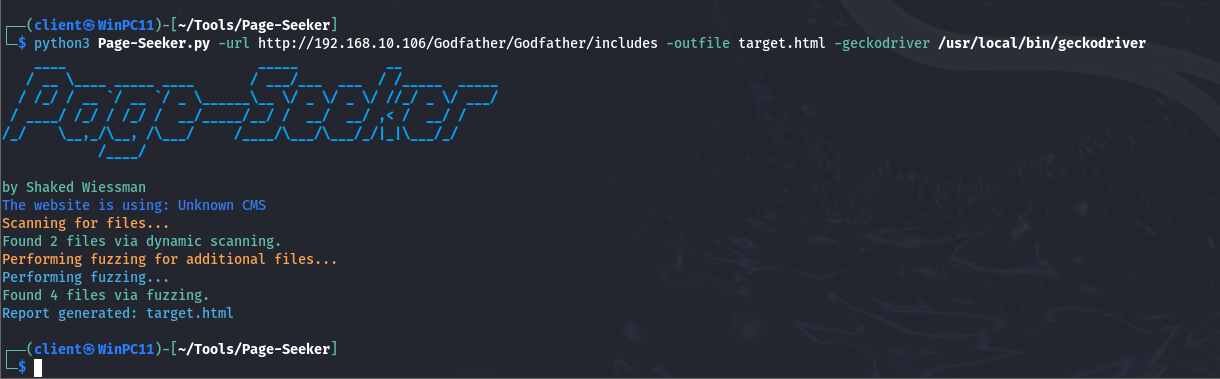 ┌──(client㉿WinPC11)-[~/Tools/Page-Seeker]
└─$ python3 Page-Seeker.py -url http://192.168.10.106/Godfather/Godfather/includes -outfile target.html -geckodriver /usr/local/bin/geckodriver
Page-Seeker
by Shaked Wiessman
The website is using: Unknown CMS
Scanning for files...
Found 2 files via dynamic scanning.
Performing fuzzing for additional files...
Performing fuzzing...
Found 4 files via fuzzing.
Report generated: target.html
┌──(client㉿WinPC11)-[~/Tools/Page-Seeker]
└─$